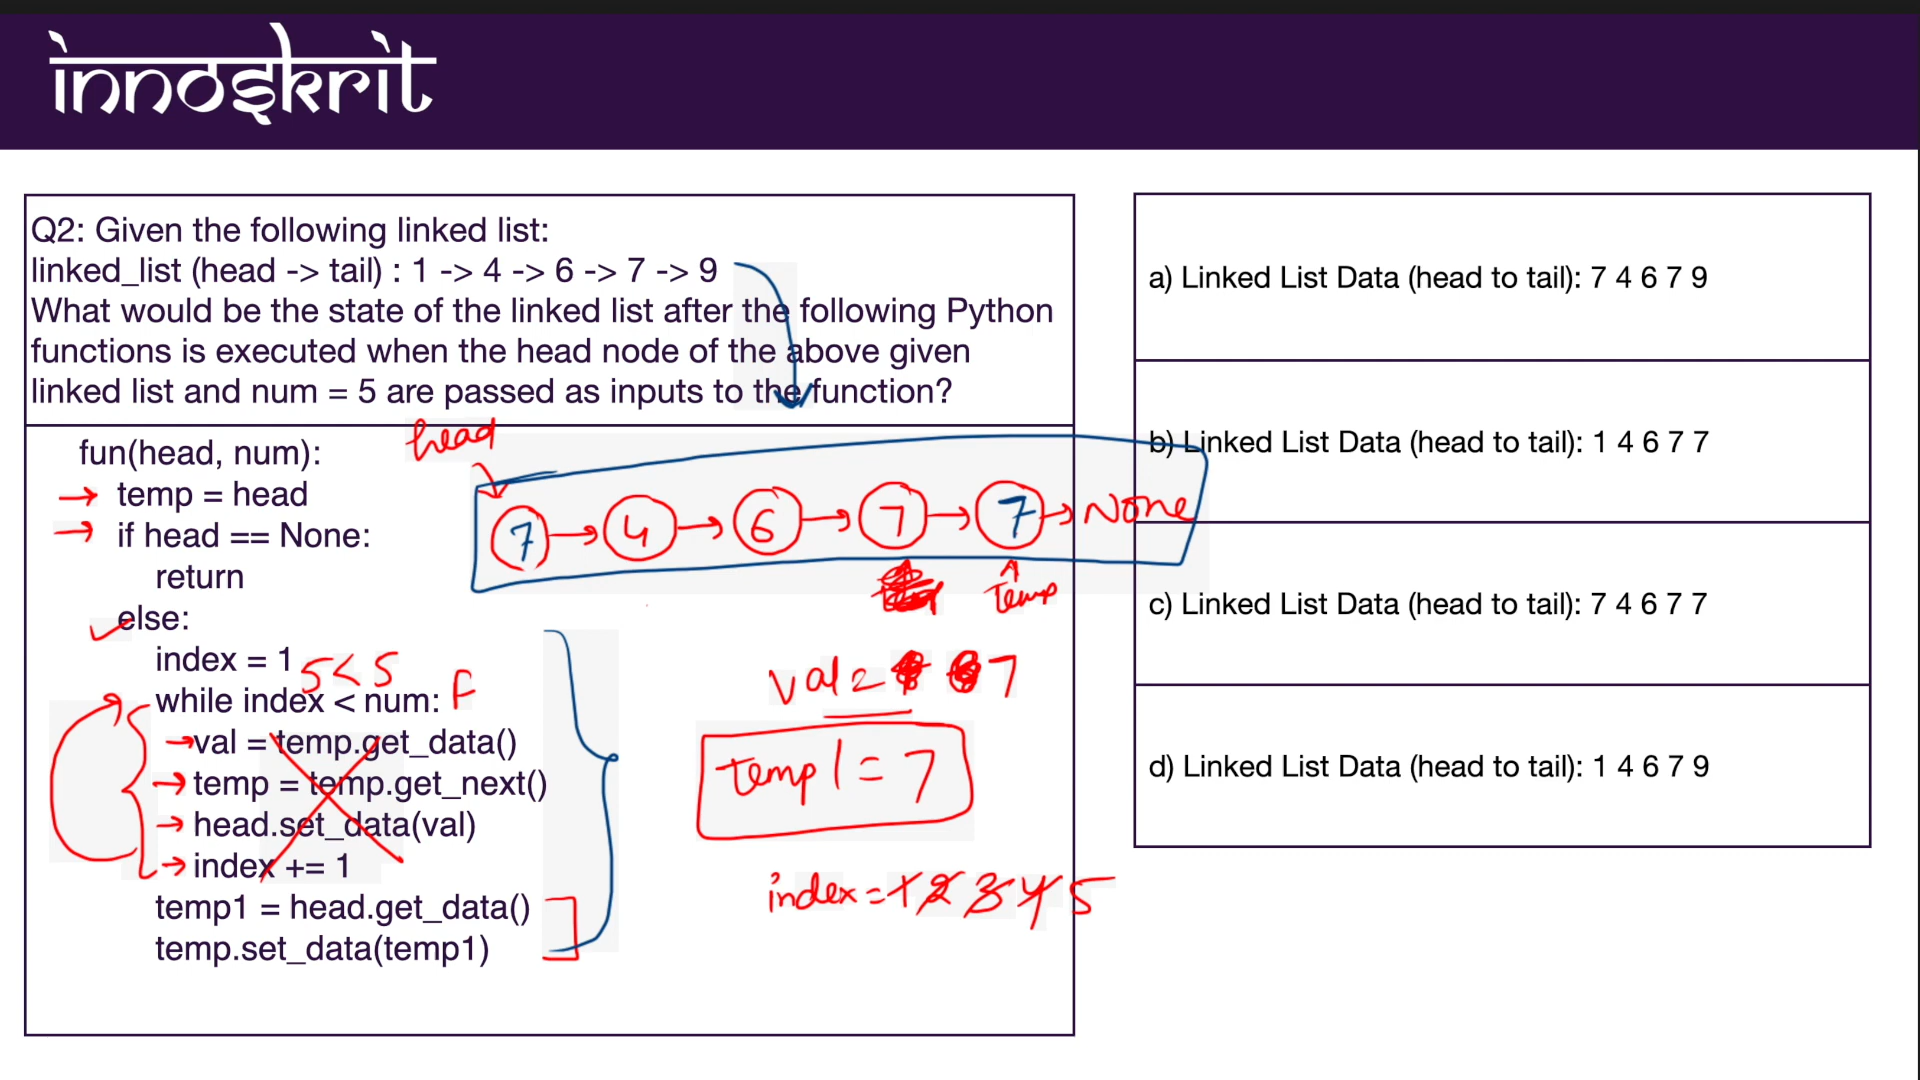 innoskrit
Q2: Given the following linked list:
linked_list (head -> tail) : 1 -> 4 -> 6 -> 7 -> 9
What would be the state of the linked list after the following Python
functions is executed when the head node of the above given
linked list and num = 5 are passed as inputs to the function?
fun(head, num):
temp = head
if head == None:
return
else:
index = 1
while index < num:
val = temp.get_data()
temp = temp.get_next()
head.set_data(val)
index += 1
temp1 = head.get_data()
temp.set_data(temp1)
head
7 → 4 → 6 → 7 → 7 → None
temp
5 < 5
F
val = 7
temp1 = 7
index = 1 2 3 4 5
a) Linked List Data (head to tail): 7 4 6 7 9
b) Linked List Data (head to tail): 1 4 6 7 7
c) Linked List Data (head to tail): 7 4 6 7 7
d) Linked List Data (head to tail): 1 4 6 7 9